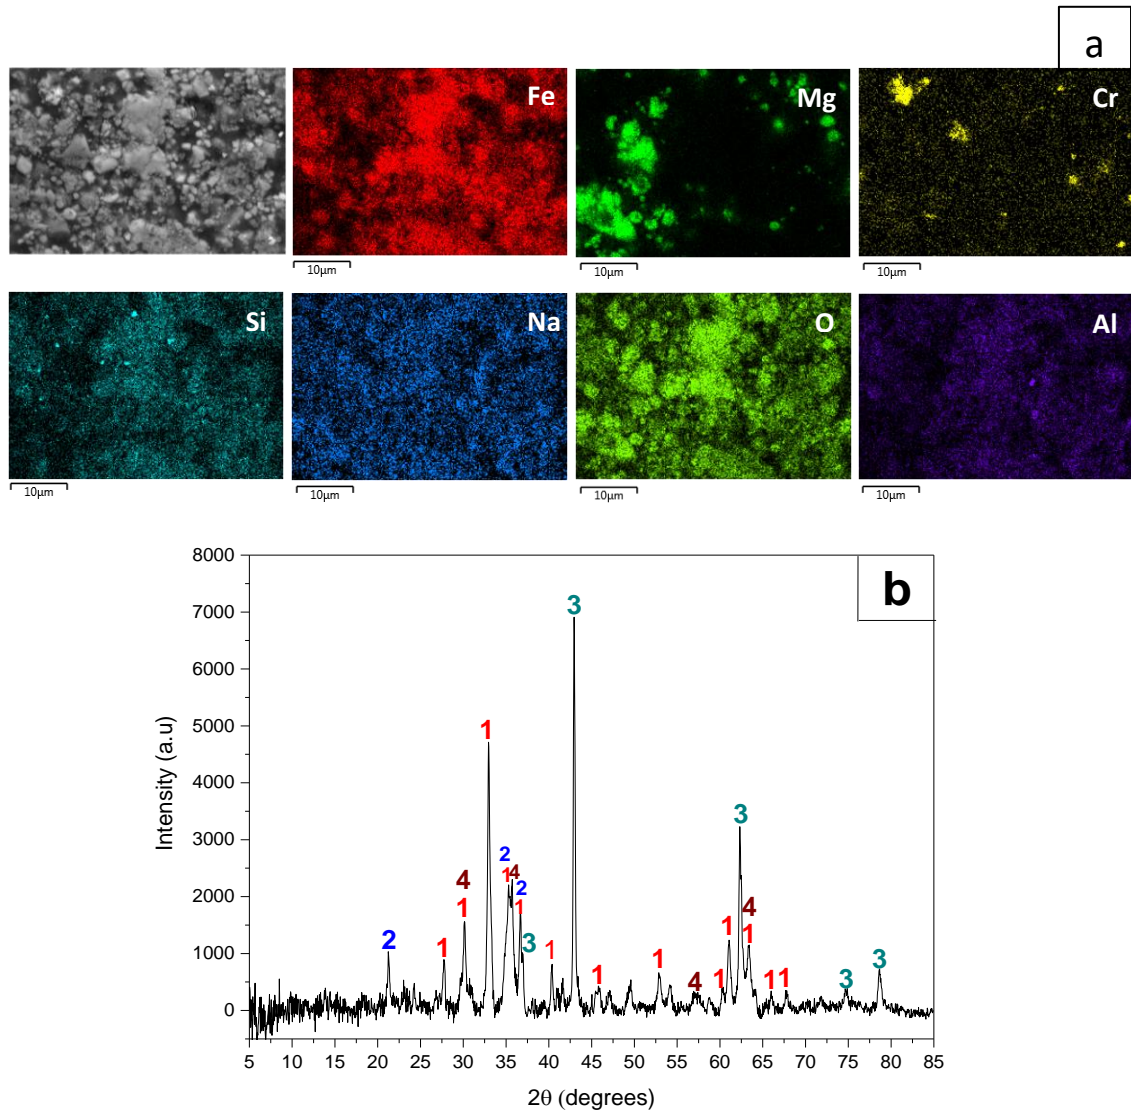 a
Fe
Mg
Cr
10μm
10μm
10μm
Si
Na
O
Al
10μm
10μm
10μm
10μm
b
8000
7000
6000
5000
4000
3000
2000
1000
0
Intensity (a.u)
3
1
3
2
4
4
1
2
1
1
4
1
2
1
3
1
1
1
1
4
1
1
1
1
3
3
5 10 15 20 25 30 35 40 45 50 55 60 65 70 75 80 85
2θ (degrees)